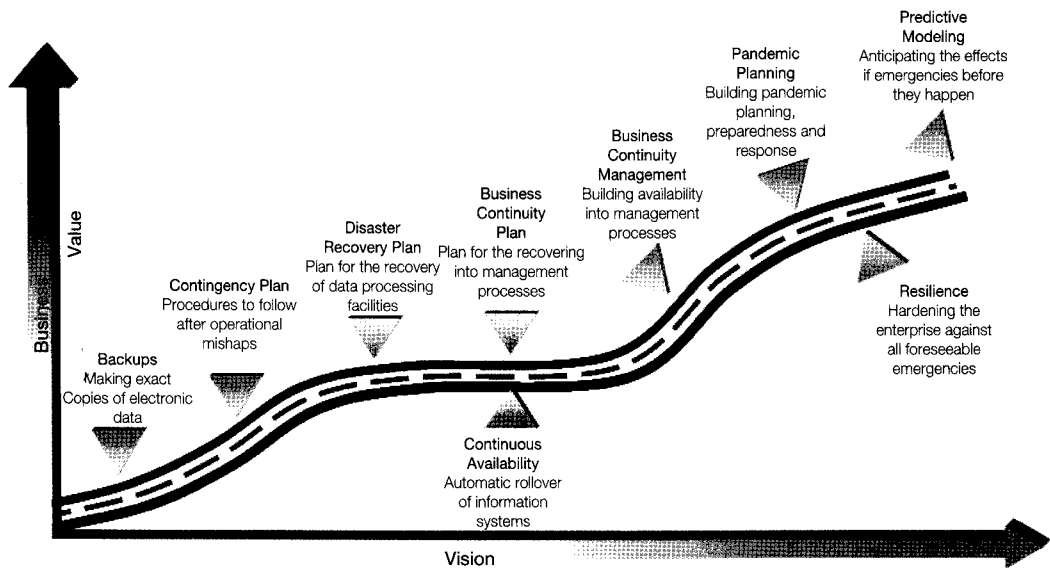 Predictive
Modeling
Anticipating the effects
if emergencies before
they happen
Pandemic
Planning
Building pandemic
planning,
preparedness and
response
Business
Continuity
Management
Building availability
into management
processes
Business
Continuity
Plan
Plan for the recovering
into management
processes
Disaster
Recovery Plan
Plan for the recovery
of data processing
facilities
Contingency Plan
Procedures to follow
after operational
mishaps
Backups
Making exact
Copies of electronic
data
Continuous
Availability
Automatic rollover
of information
systems
Resilience
Hardening the
enterprise against
all foreseeable
emergencies
Business Value
Vision